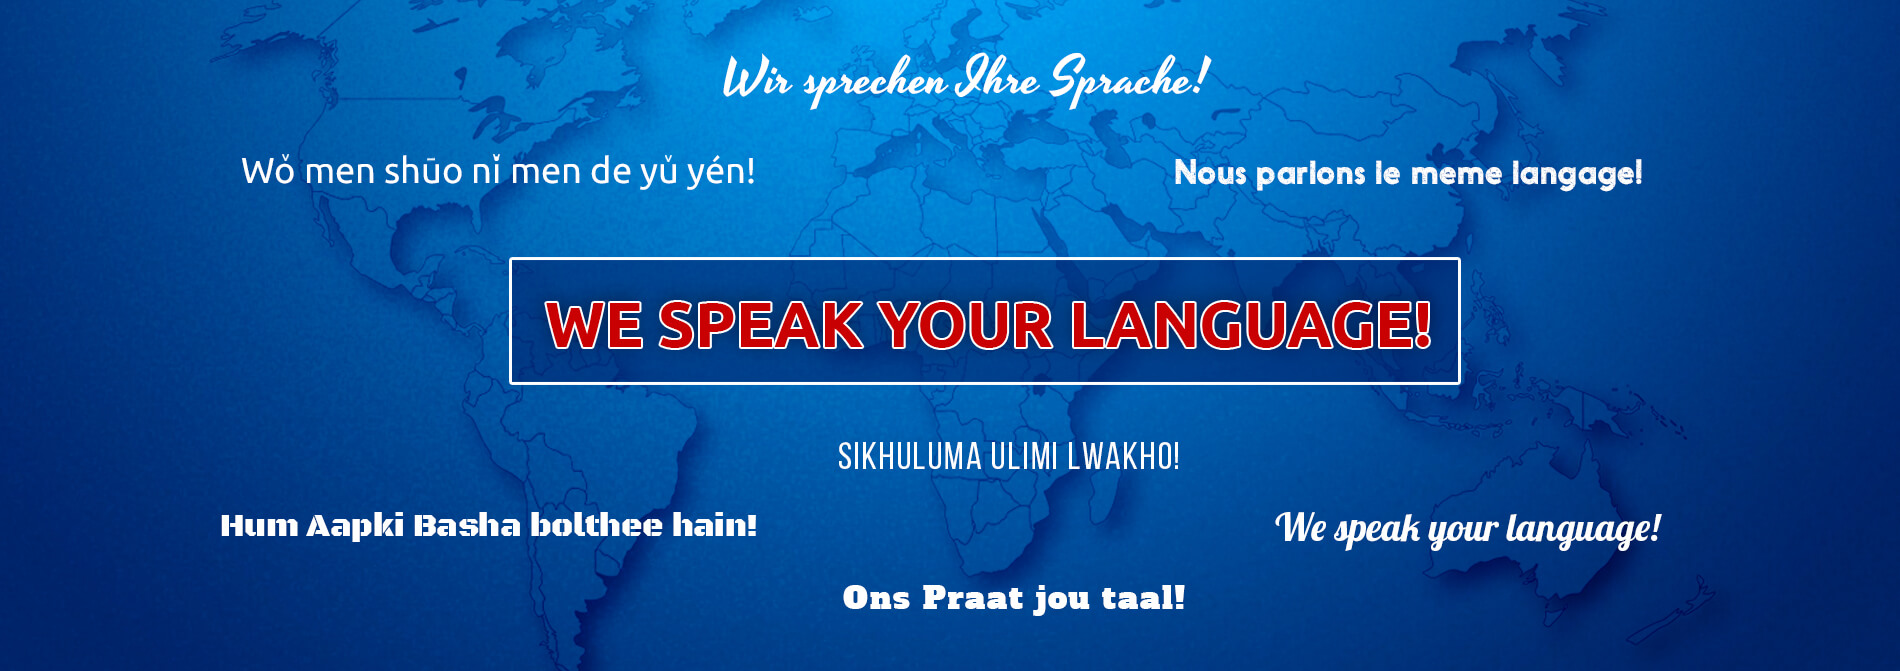 Wir sprechen Ihre Sprache!
Wǒ men shūo nǐ men de yǔ yén!
Nous parlons le meme langage!
WE SPEAK YOUR LANGUAGE!
SIKHULUMA ULIMI LWAKHO!
Hum Aapki Basha bolthee hain!
We speak your language!
Ons Praat jou taal!